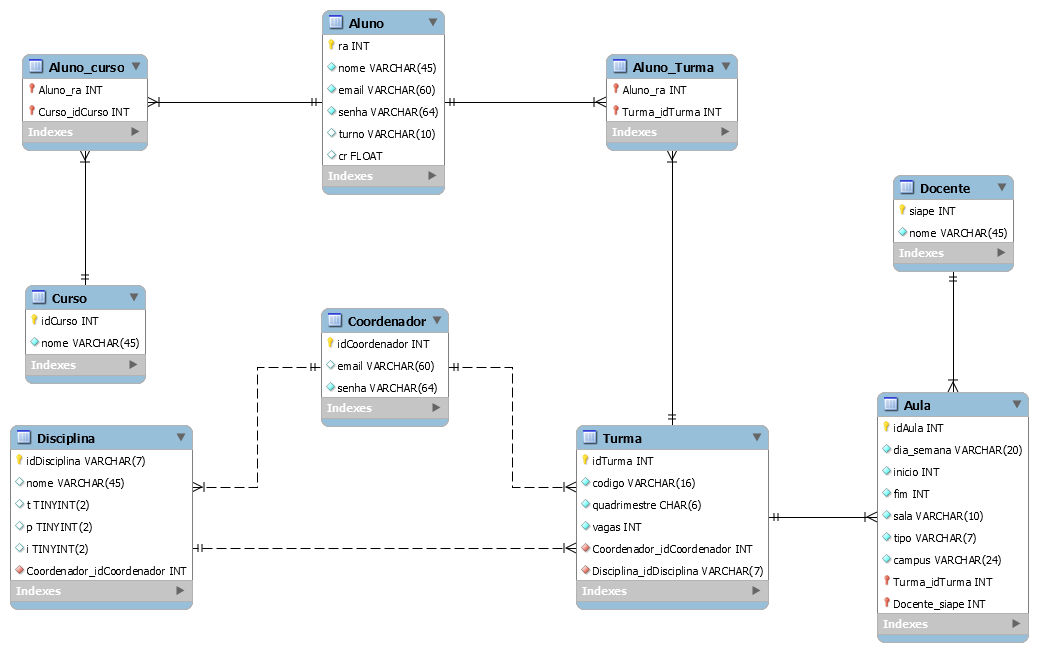 Aluno
ra INT
nome VARCHAR(45)
email VARCHAR(60)
senha VARCHAR(64)
turno VARCHAR(10)
cr FLOAT
Indexes
Aluno_curso
Aluno_ra INT
Curso_idCurso INT
Indexes
Aluno_Turma
Aluno_ra INT
Turma_idTurma INT
Indexes
Docente
siape INT
nome VARCHAR(45)
Indexes
Curso
idCurso INT
nome VARCHAR(45)
Indexes
Coordenador
idCoordenador INT
email VARCHAR(60)
senha VARCHAR(64)
Indexes
Disciplina
idDisciplina VARCHAR(7)
nome VARCHAR(45)
t TINYINT(2)
p TINYINT(2)
i TINYINT(2)
Coordenador_idCoordenador INT
Indexes
Turma
idTurma INT
codigo VARCHAR(16)
quadrimestre CHAR(6)
vagas INT
Coordenador_idCoordenador INT
Disciplina_idDisciplina VARCHAR(7)
Indexes
Aula
idAula INT
dia_semana VARCHAR(20)
inicio INT
fim INT
sala VARCHAR(10)
tipo VARCHAR(7)
campus VARCHAR(24)
Turma_idTurma INT
Docente_siape INT
Indexes